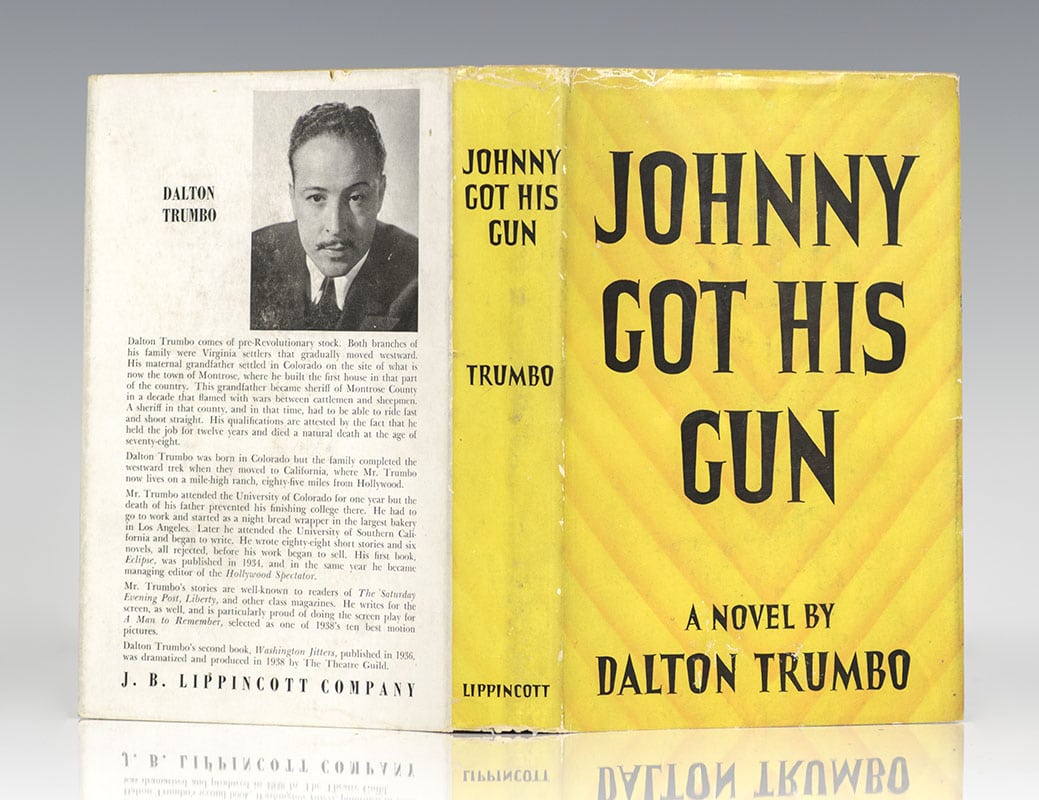 DALTON
TRUMBO
Dalton Trumbo comes of pre-Revolutionary stock. Both branches of
his family were Virginia settlers that gradually moved westward.
His maternal grandfather settled in Colorado on the site of what is
now the town of Montrose, where he built the first house in that part
of the country. This grandfather became sheriff of Montrose County
in a decade that flamed with wars between cattlemen and sheepmen.
A sheriff in that county, and in that time, had to be able to ride fast
and shoot straight. His qualifications are attested by the fact that he
held the job for twelve years and died a natural death at the age of
seventy-eight.
Dalton Trumbo was born in Colorado but the family completed the
westward trek when they moved to California, where Mr. Trumbo
now lives on a mile-high ranch, eighty-five miles from Hollywood.
Mr. Trumbo attended the University of Colorado for one year but the
death of his father prevented his finishing college there. He had to
go to work and started as a night bread wrapper in the largest bakery
in Los Angeles. Later he attended the University of Southern Cali-
fornia and began to write. He wrote eighty-eight short stories and six
novels, all rejected, before his work began to sell. His first book,
Eclipse, was published in 1934, and in the same year he became
managing editor of the Hollywood Spectator.
Mr. Trumbo's stories are well-known to readers of The Saturday
Evening Post, Liberty, and other class magazines. He writes for the
screen, as well, and is particularly proud of doing the screen play for
A Man to Remember, selected as one of 1938's ten best motion
pictures.
Dalton Trumbo's second book, Washington Jitters, published in 1936,
was dramatized and produced in 1938 by The Theatre Guild.
J. B. LIPPINCOTT COMPANY
JOHNNY
GOT HIS
GUN
TRUMBO
LIPPINCOTT
JOHNNY
GOT HIS
GUN
A NOVEL BY
DALTON TRUMBO